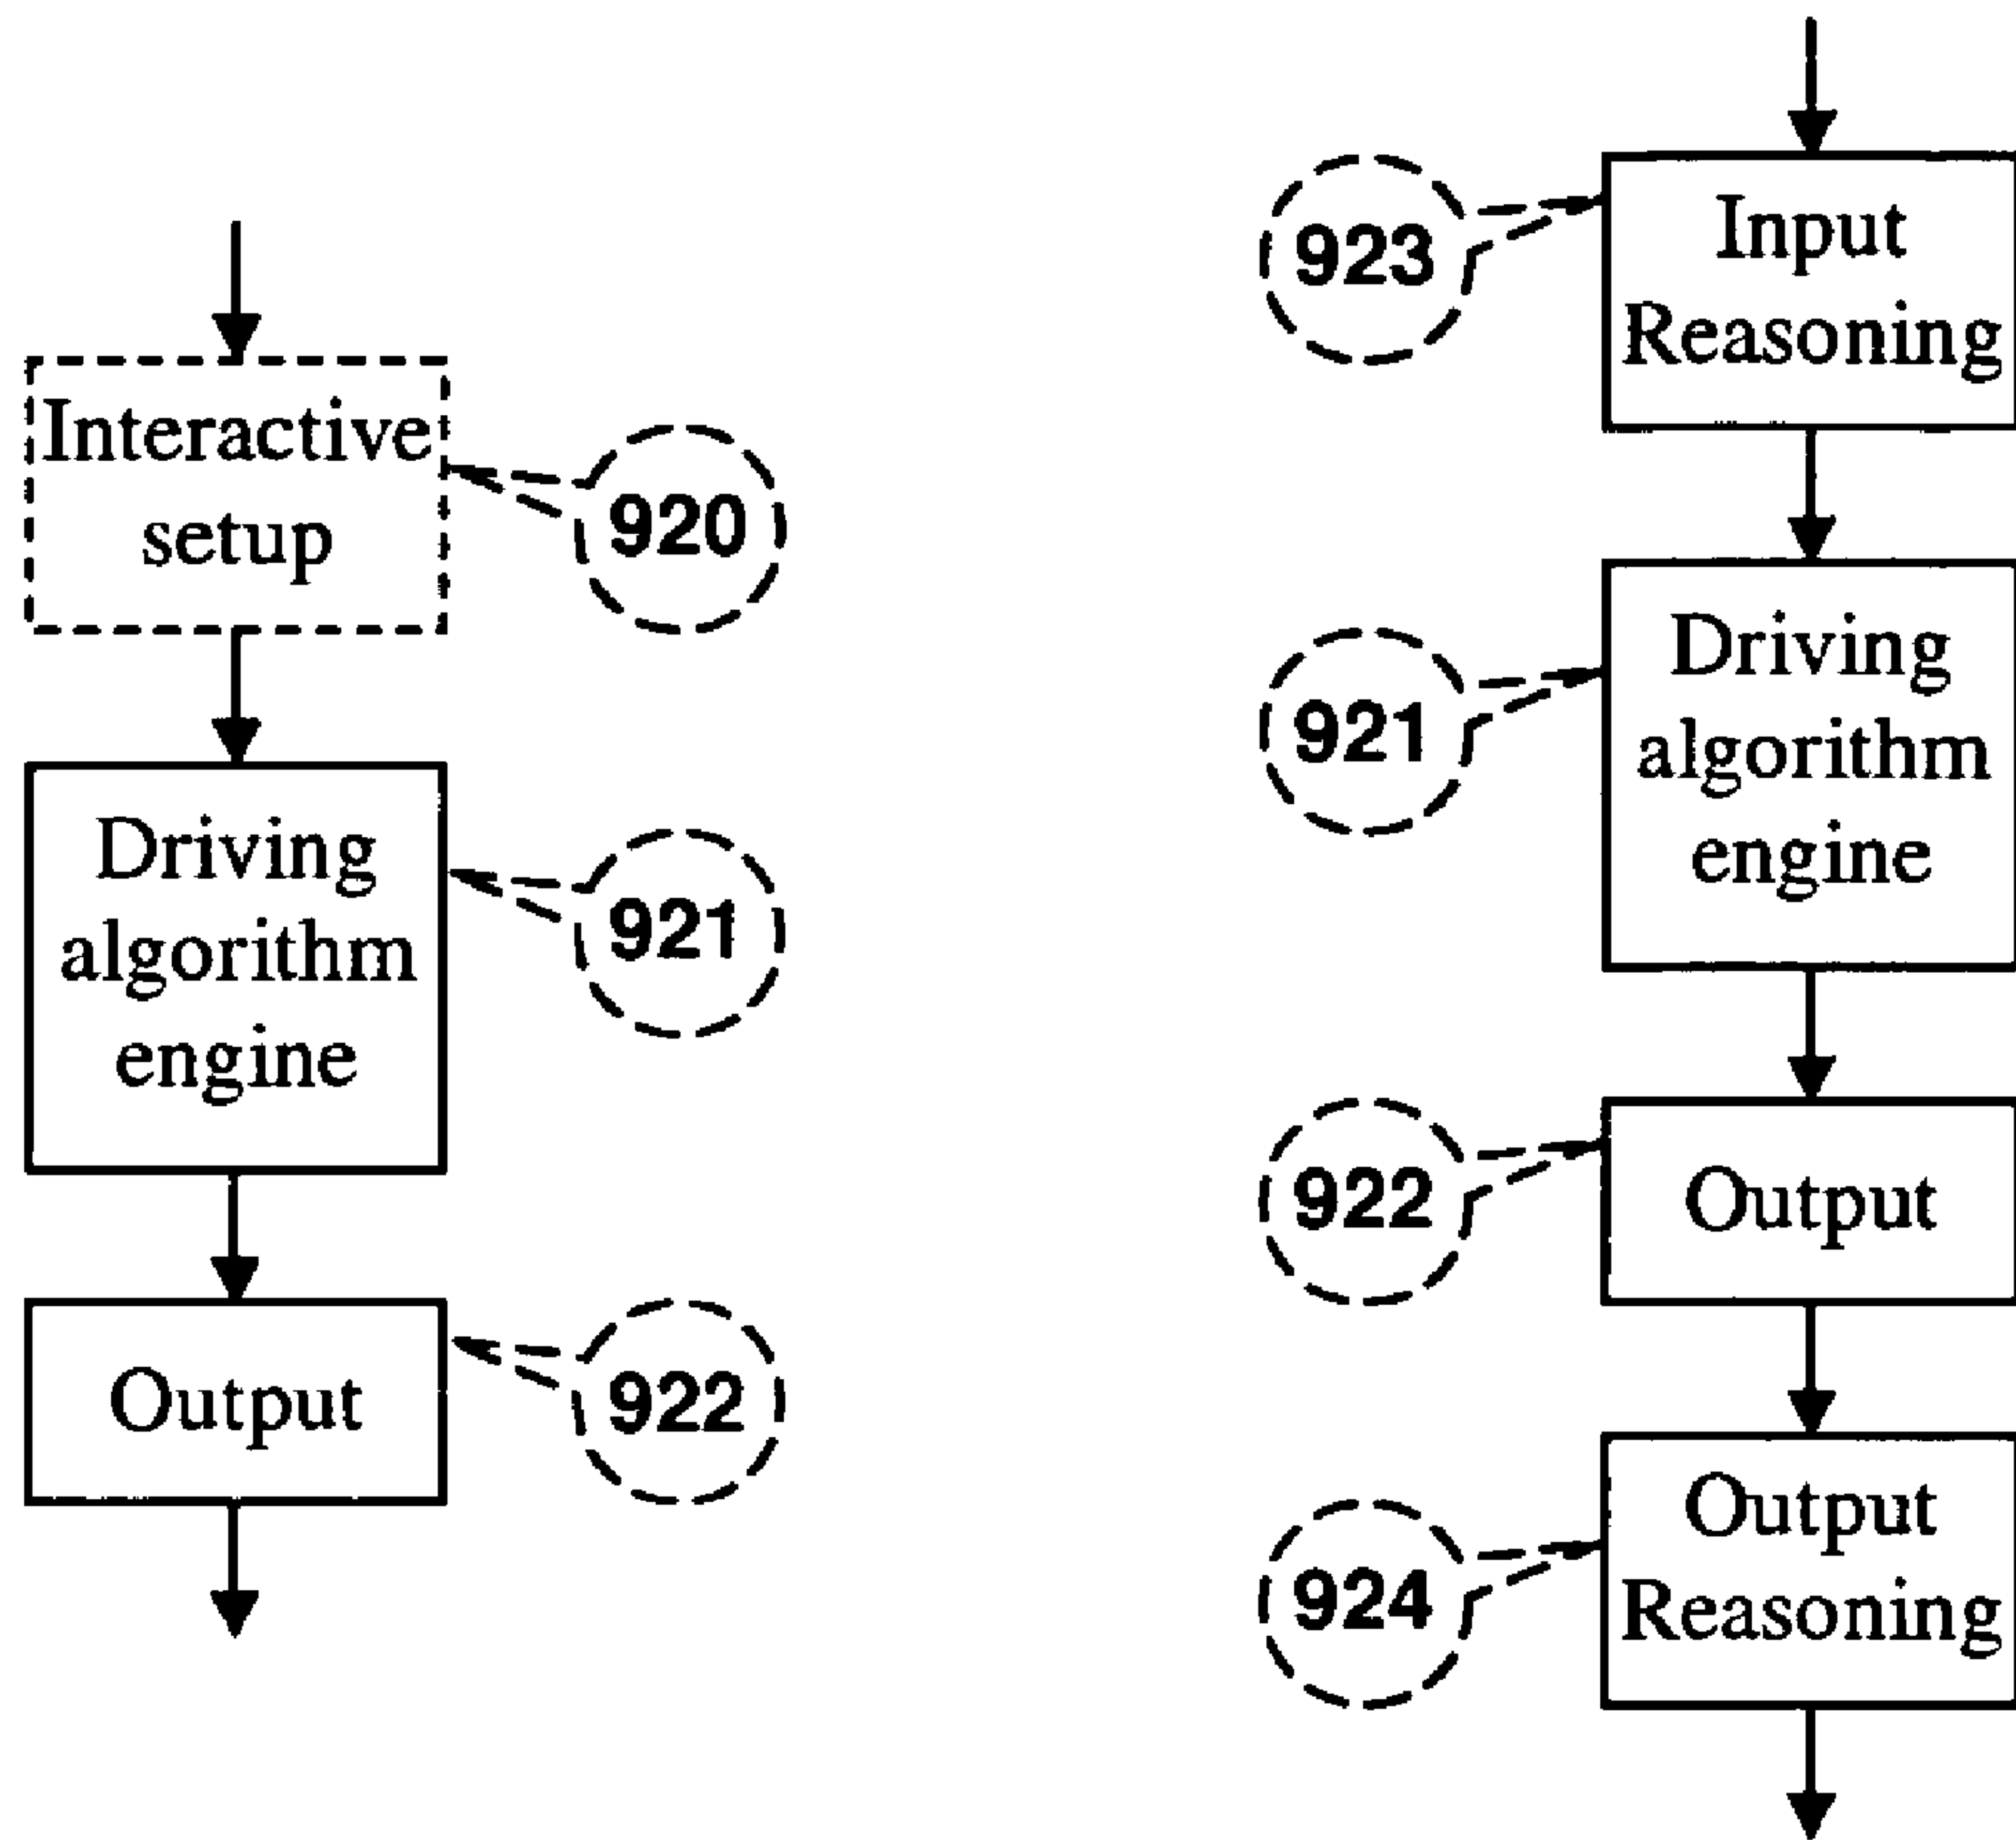 Interactive
setup
920
Driving
algorithm
engine
921
Output
922
923
Input
Reasoning
921
Driving
algorithm
engine
922
Output
924
Output
Reasoning